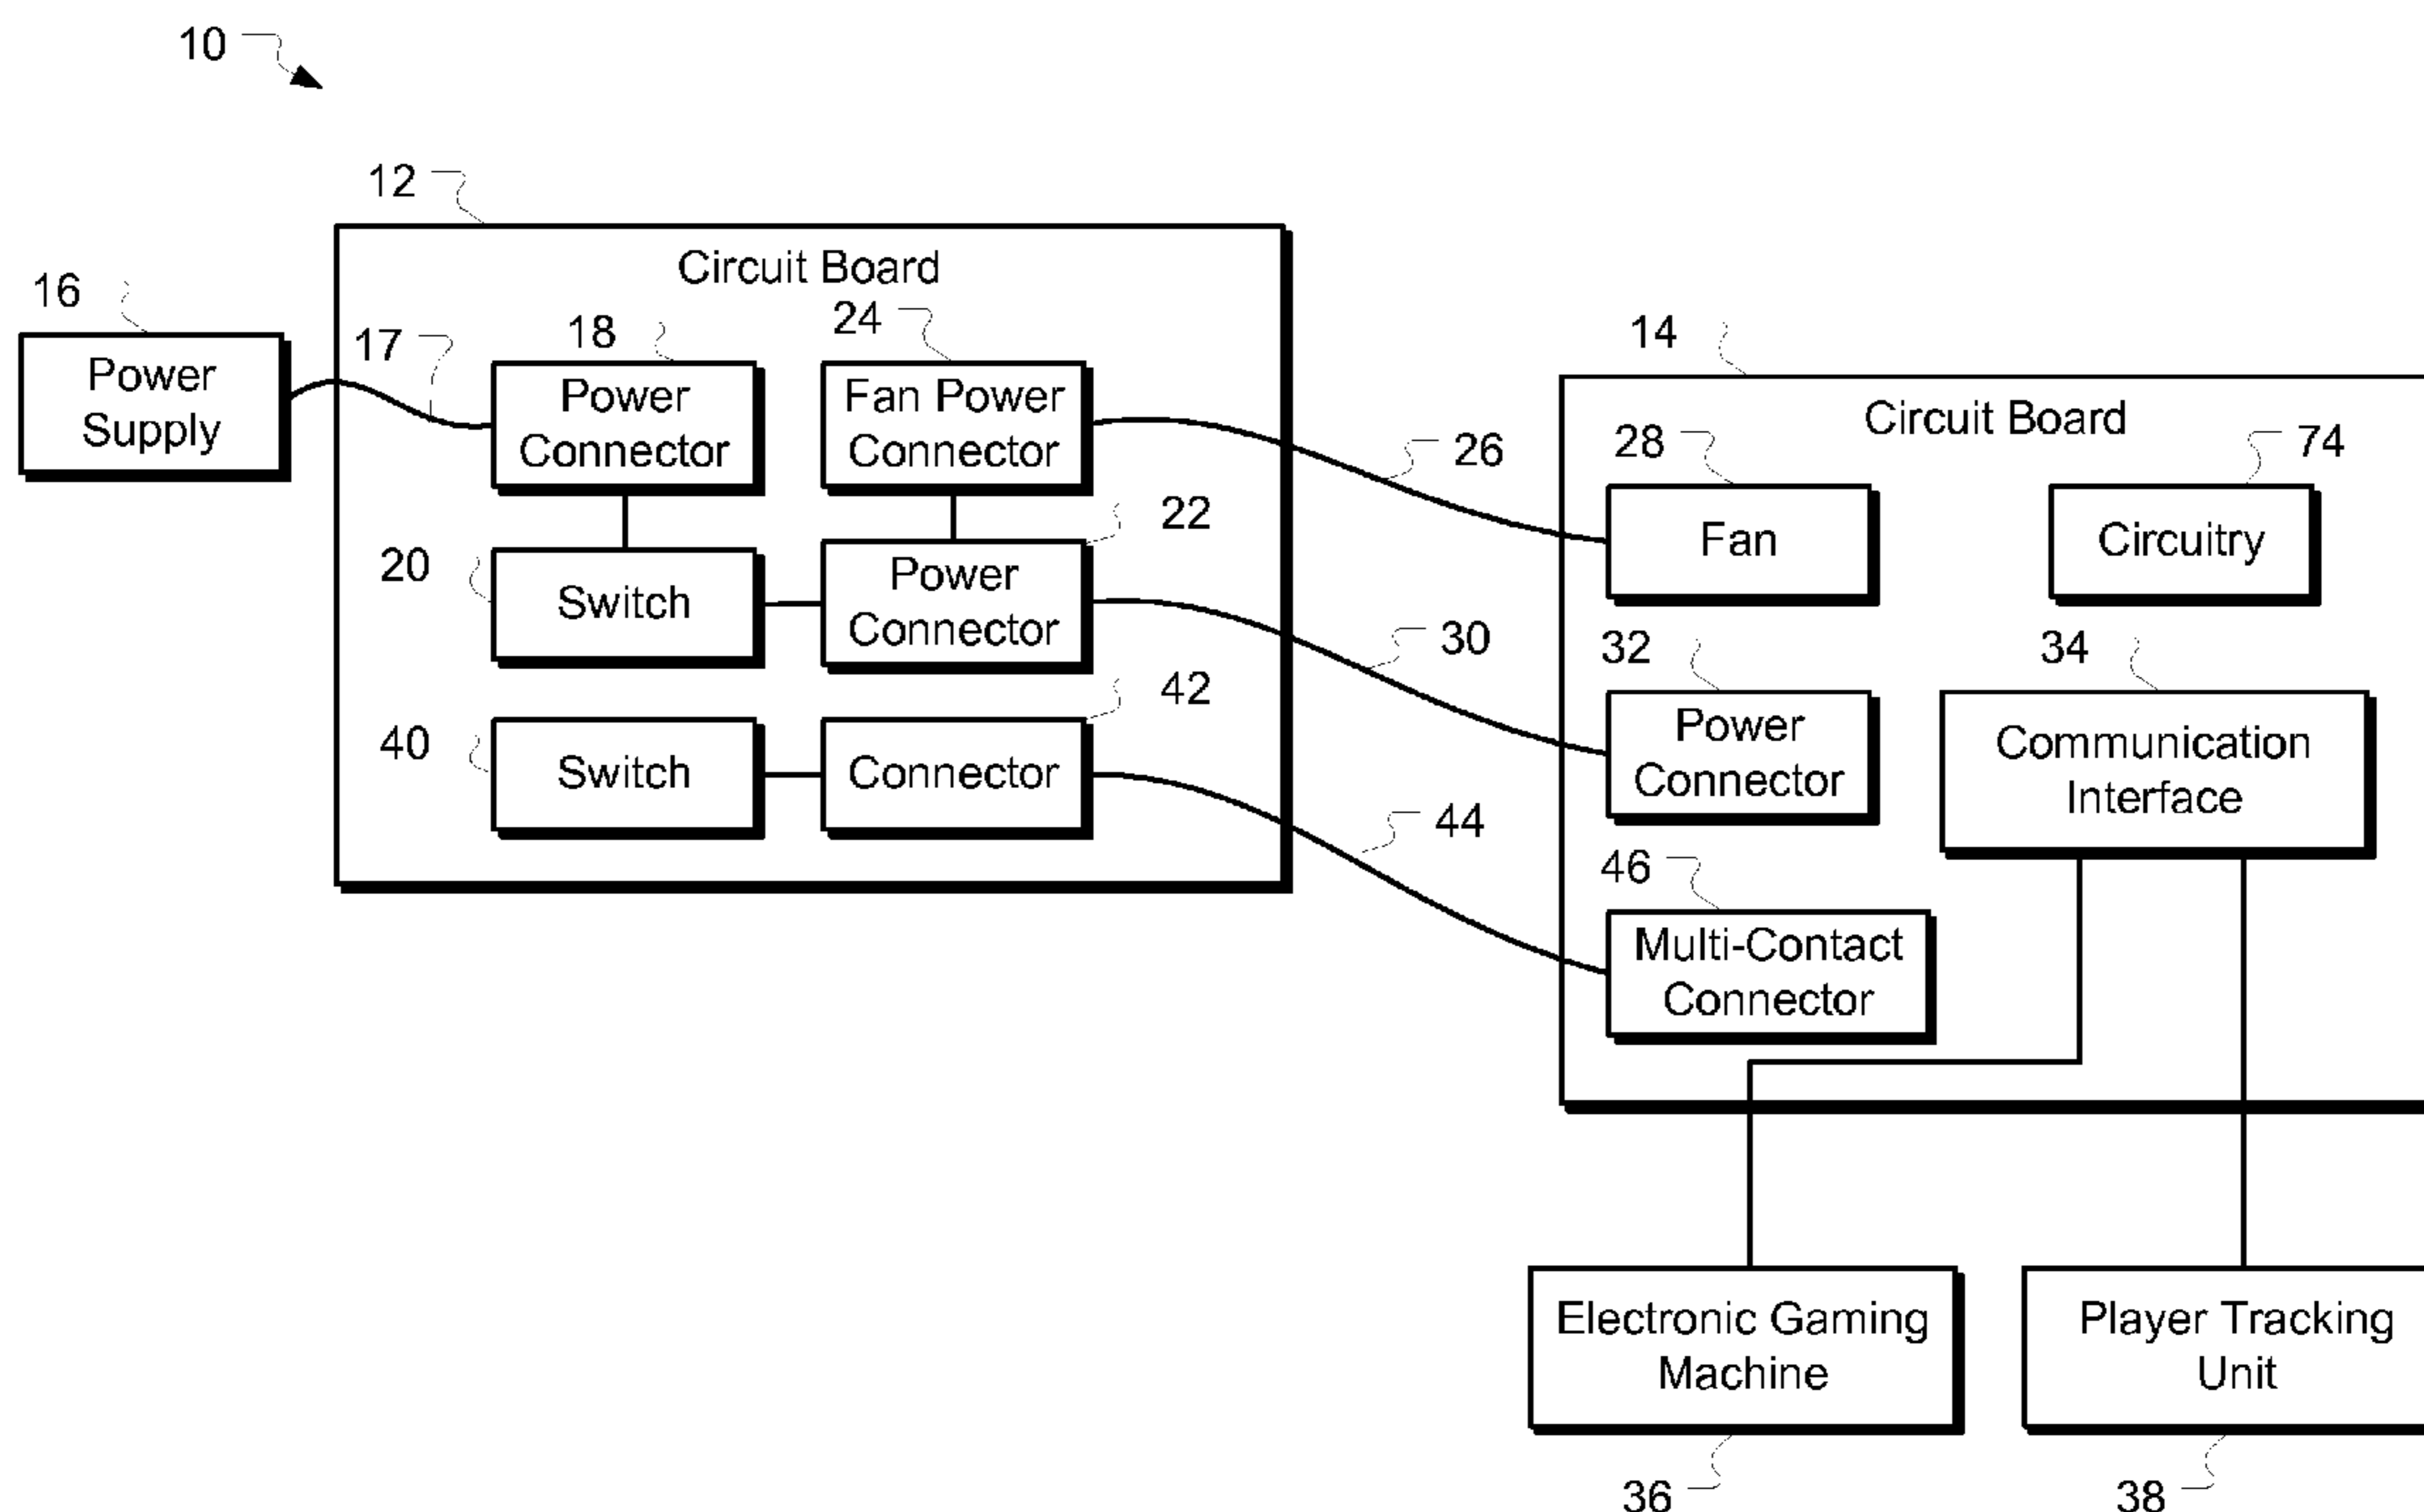 10
12
Circuit Board
16
Power
Supply
17
18
Power
Connector
24
Fan Power
Connector
26
20
Switch
22
Power
Connector
30
40
Switch
42
Connector
44
14
Circuit Board
28
Fan
74
Circuitry
32
Power
Connector
34
Communication
Interface
46
Multi-Contact
Connector
Electronic Gaming
Machine
36
Player Tracking
Unit
38